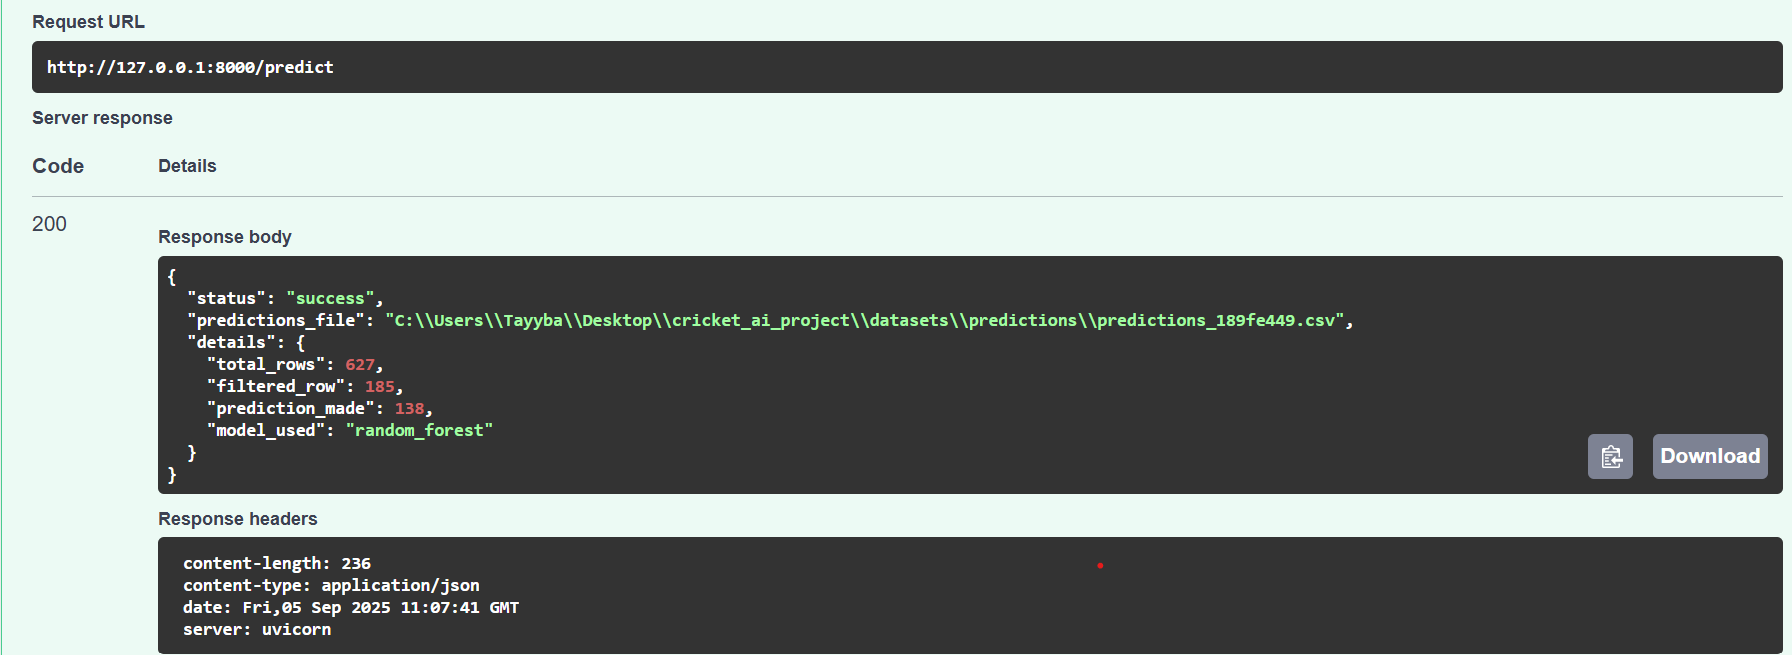 Request URL
http://127.0.0.1:8000/predict
Server response
Code Details
200
Response body
{
  "status": "success",
  "predictions_file": "C:\\Users\\Tayyba\\Desktop\\cricket_ai_project\\datasets\\predictions\\predictions_189fe449.csv",
  "details": {
    "total_rows": 627,
    "filtered_row": 185,
    "prediction_made": 138,
    "model_used": "random_forest"
  }
}
Download
Response headers
content-length: 236
content-type: application/json
date: Fri,05 Sep 2025 11:07:41 GMT
server: uvicorn